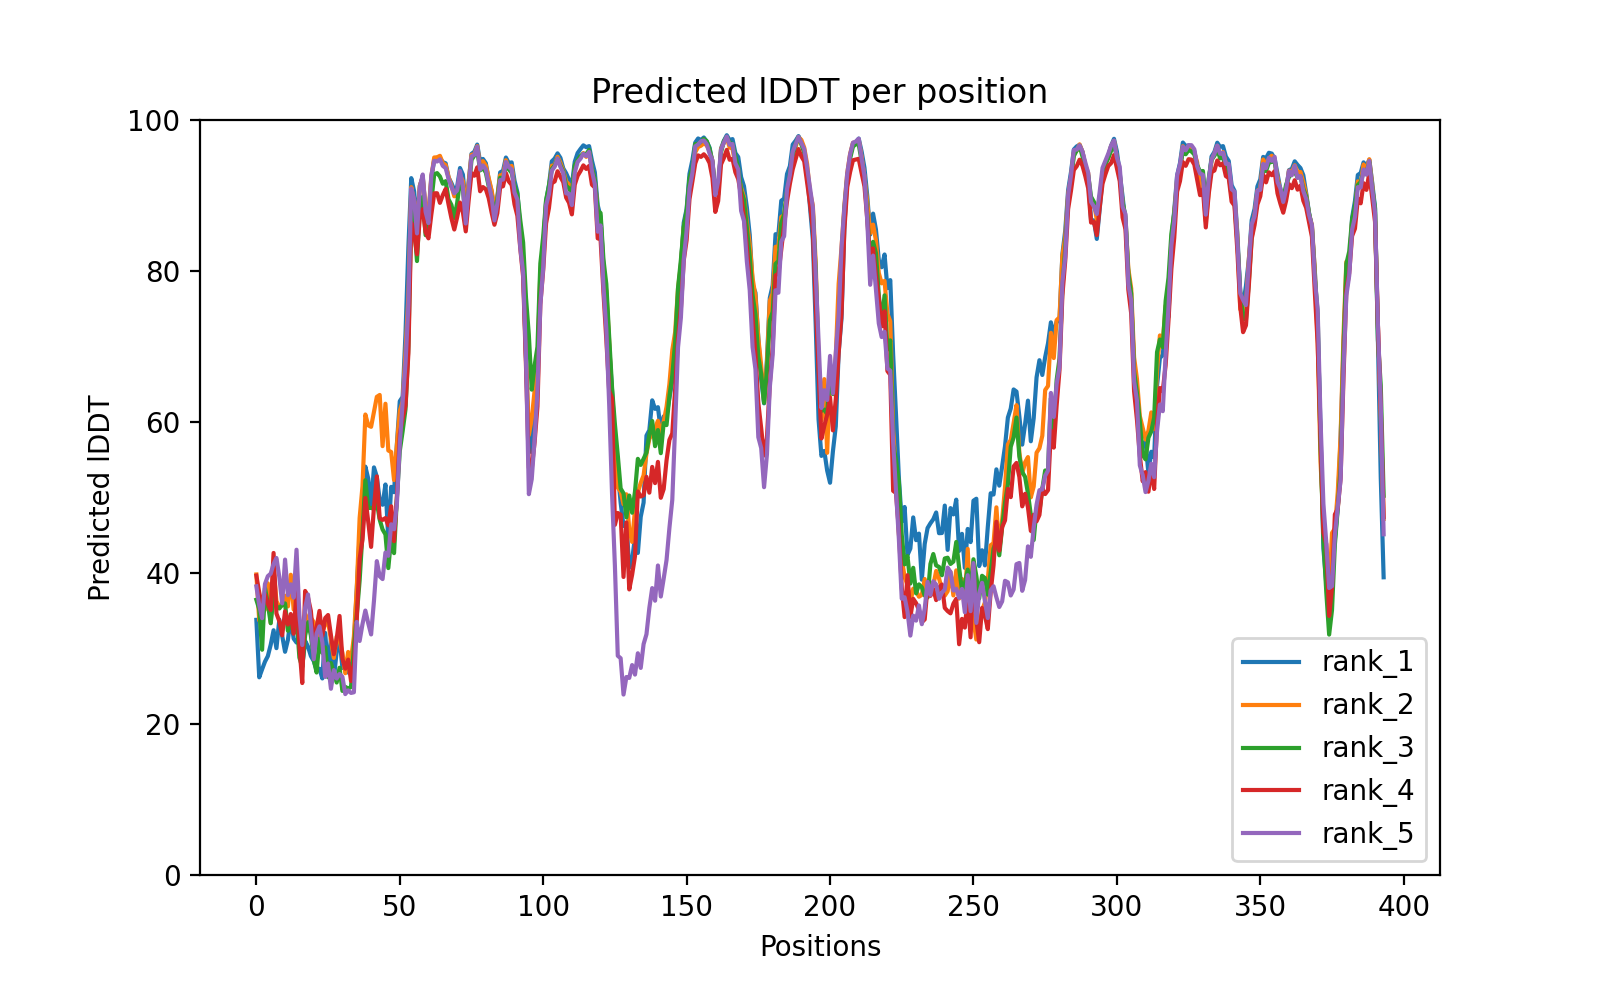 Predicted lDDT per position
Predicted lDDT
100
80
60
40
20
0
0 50 100 150 200 250 300 350 400
Positions
rank_1
rank_2
rank_3
rank_4
rank_5